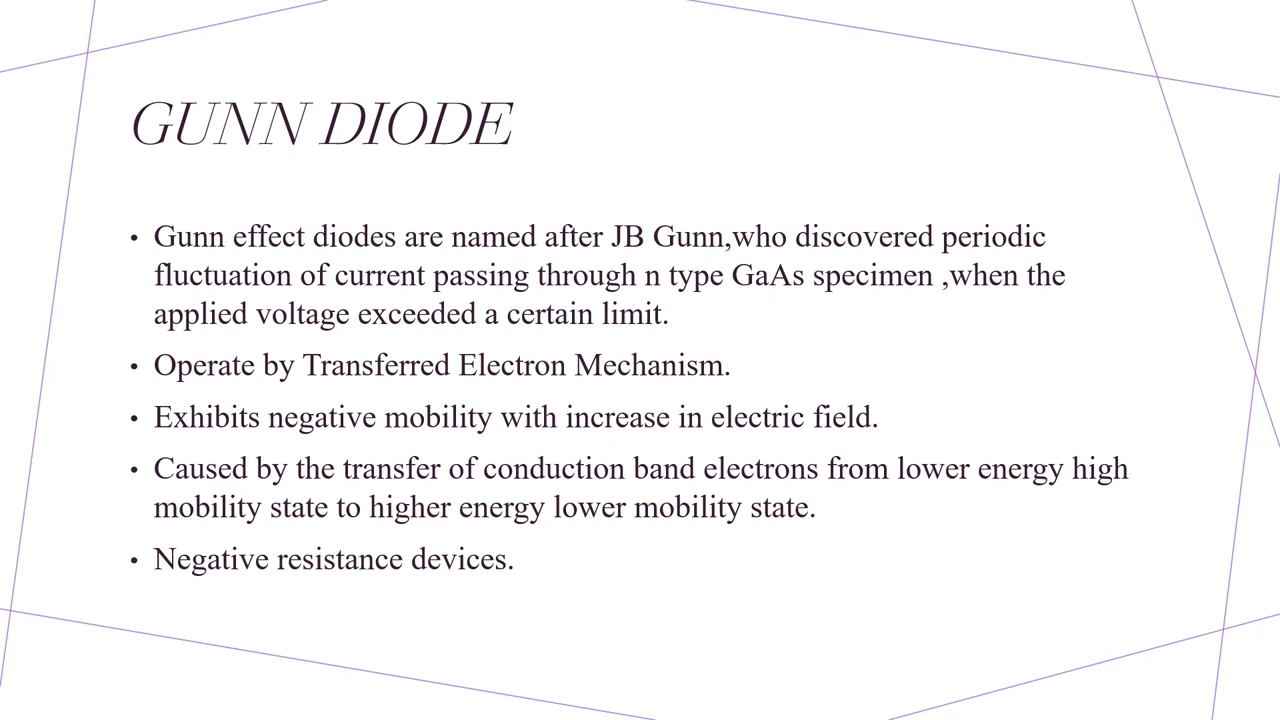 GUNN DIODE
• Gunn effect diodes are named after JB Gunn,who discovered periodic
fluctuation of current passing through n type GaAs specimen ,when the
applied voltage exceeded a certain limit.
• Operate by Transferred Electron Mechanism.
• Exhibits negative mobility with increase in electric field.
• Caused by the transfer of conduction band electrons from lower energy high
mobility state to higher energy lower mobility state.
• Negative resistance devices.